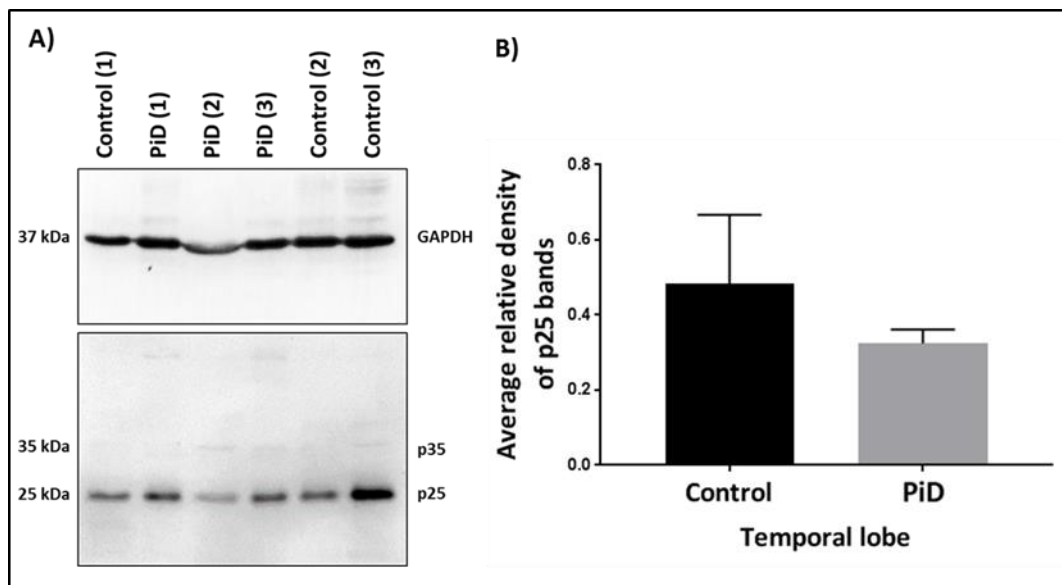 A)
Control (1)
PiD (1)
PiD (2)
PiD (3)
Control (2)
Control (3)
37 kDa
GAPDH
35 kDa
p35
25 kDa
p25
B)
Average relative density
of p25 bands
0.8
0.6
0.4
0.2
0.0
Control
PiD
Temporal lobe